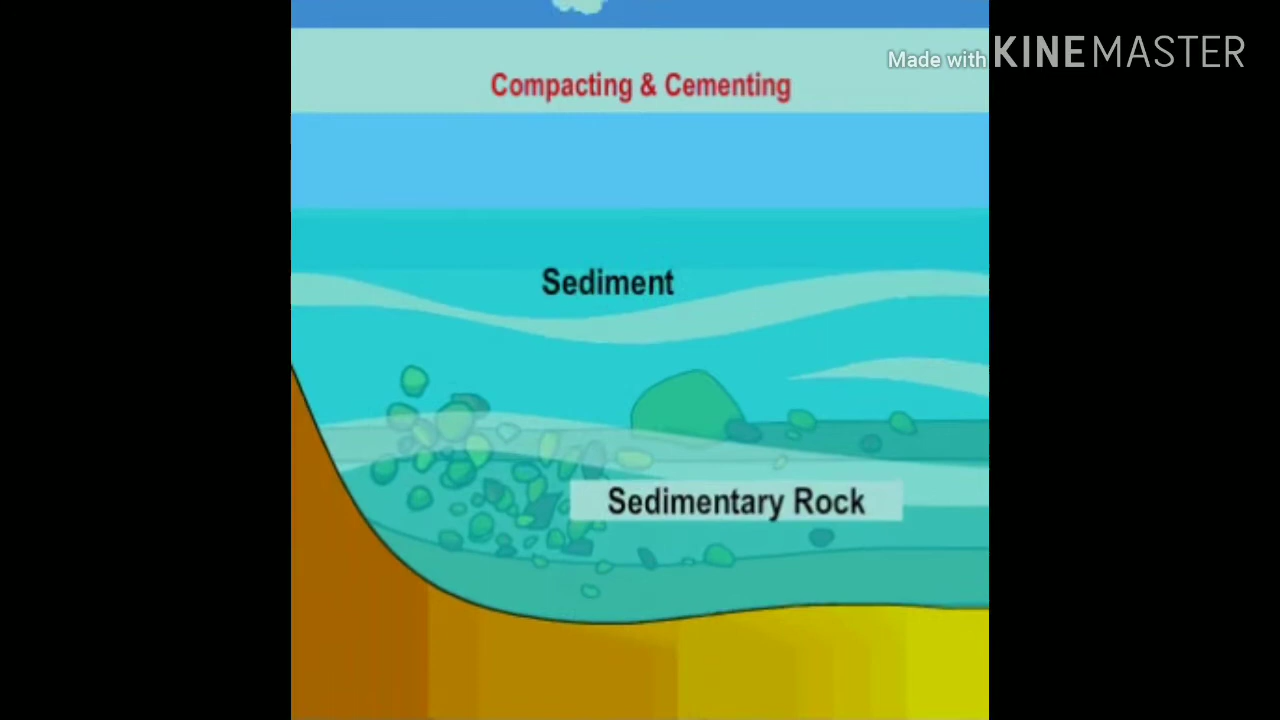 Made with KINEMASTER
Compacting & Cementing
Sediment
Sedimentary Rock